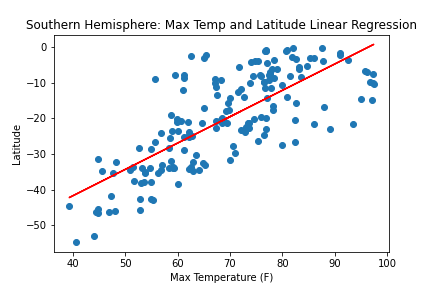 Southern Hemisphere: Max Temp and Latitude Linear Regression
0
−10
−20
−30
−40
−50
Latitude
40 50 60 70 80 90 100
Max Temperature (F)